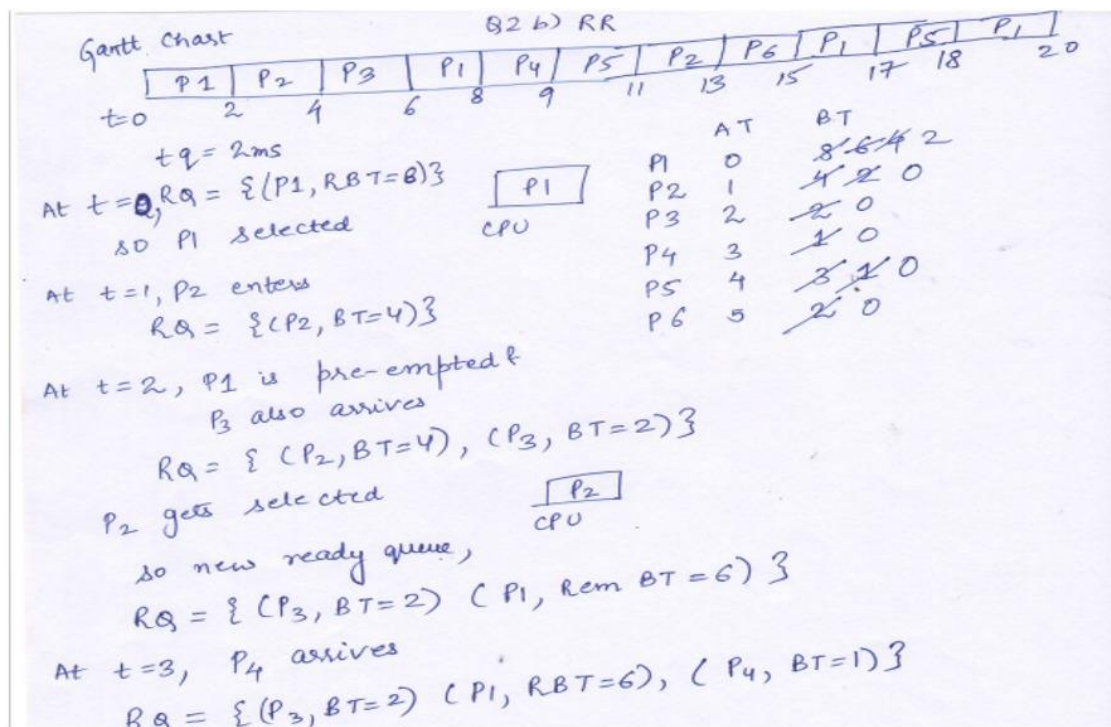 Q2 b) RR
Gantt Chart
P1 | P2 | P3 | P1 | P4 | P5 | P2 | P6 | P1 | P5 | P1
t=0 2 4 6 8 9 11 13 15 17 18 20
tq = 2ms
AT BT
P1 0 8 6 4 2
P2 1 4 2 0
P3 2 2 0
P4 3 1 0
P5 4 3 1 0
P6 5 2 0
At t=0, RQ = {(P1, RBT=8)}
P1
so P1 selected
CPU
At t=1, P2 enters
RQ = {(P2, BT=4)}
At t=2, P1 is pre-empted &
P3 also arrives
RQ = { (P2, BT=4), (P3, BT=2)}
P2 gets selected
P2
CPU
so new ready queue,
RQ = { (P3, BT=2) (P1, Rem BT=6) }
At t=3, P4 arrives
RQ = {(P3, BT=2) (P1, RBT=6), (P4, BT=1)}